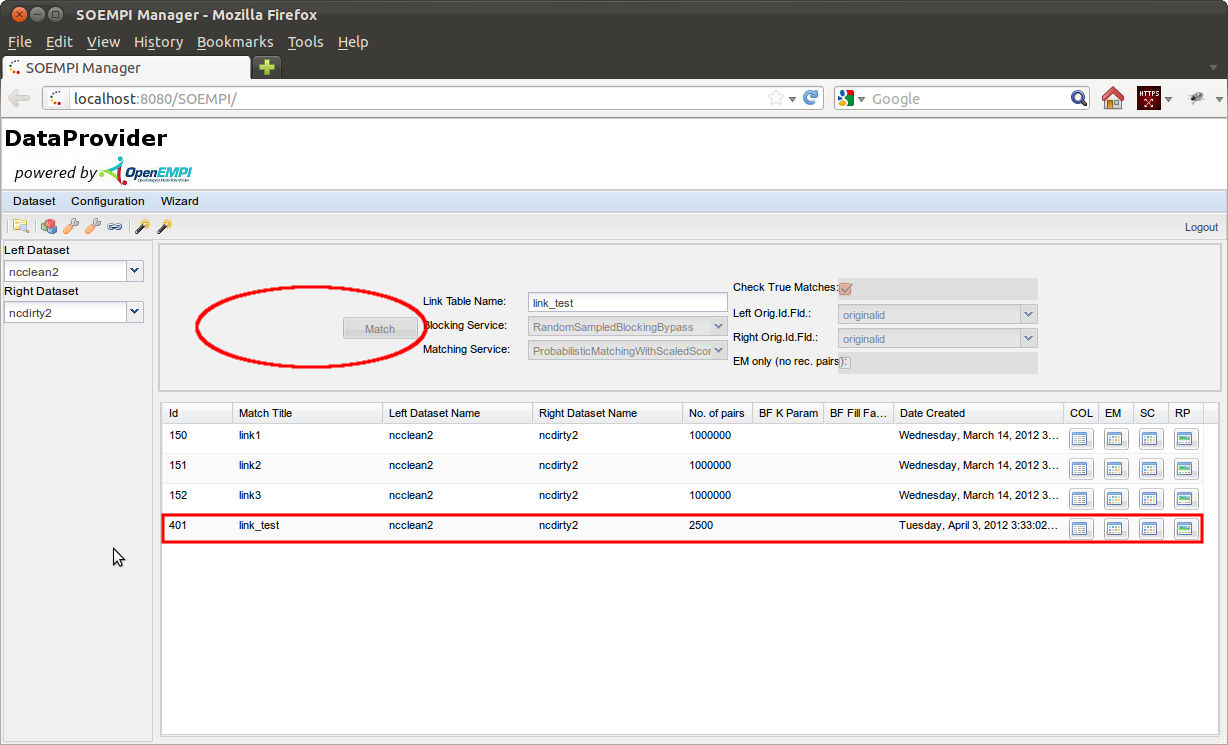 SOEMPI Manager - Mozilla Firefox
File Edit View History Bookmarks Tools Help
SOEMPI Manager
localhost:8080/SOEMPI/
Google
HTTPS
DataProvider
powered by OpenEMPI
Dataset Configuration Wizard
Logout
Left Dataset
ncclean2
Right Dataset
ncdirty2
Match
Link Table Name: link_test
Blocking Service: RandomSampledBlockingBypass
Matching Service: ProbabilisticMatchingWithScaledScor
Check True Matches:
Left Orig.Id.Fld.: originalid
Right Orig.Id.Fld.: originalid
EM only (no rec. pairs):
Id Match Title Left Dataset Name Right Dataset Name No. of pairs BF K Param BF Fill Fa... Date Created COL EM SC RP
150 link1 ncclean2 ncdirty2 1000000 Wednesday, March 14, 2012 3...
151 link2 ncclean2 ncdirty2 1000000 Wednesday, March 14, 2012 3...
152 link3 ncclean2 ncdirty2 1000000 Wednesday, March 14, 2012 3...
401 link_test ncclean2 ncdirty2 2500 Tuesday, April 3, 2012 3:33:02...